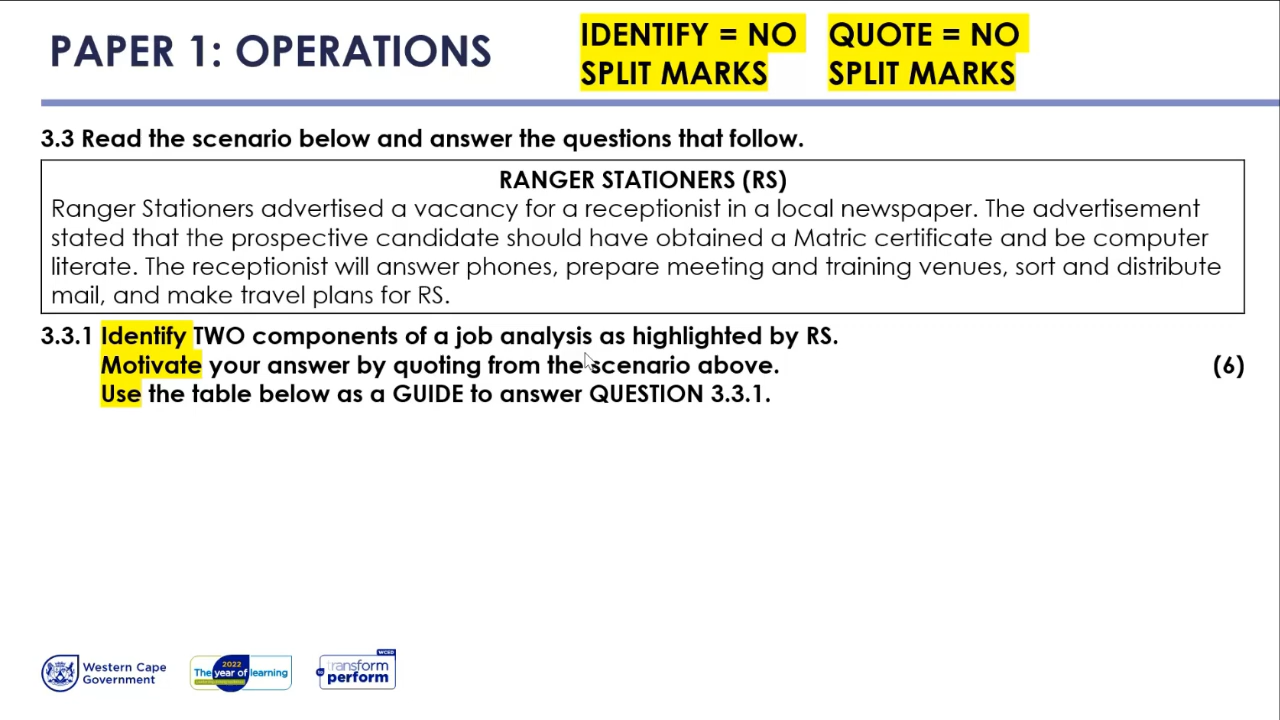 PAPER 1: OPERATIONS
IDENTIFY = NO
SPLIT MARKS
QUOTE = NO
SPLIT MARKS
3.3 Read the scenario below and answer the questions that follow.
RANGER STATIONERS (RS)
Ranger Stationers advertised a vacancy for a receptionist in a local newspaper. The advertisement
stated that the prospective candidate should have obtained a Matric certificate and be computer
literate. The receptionist will answer phones, prepare meeting and training venues, sort and distribute
mail, and make travel plans for RS.
3.3.1 Identify TWO components of a job analysis as highlighted by RS.
Motivate your answer by quoting from the scenario above. (6)
Use the table below as a GUIDE to answer QUESTION 3.3.1.
Western Cape
Government
2022
The year of learning
WCED
to transform
perform